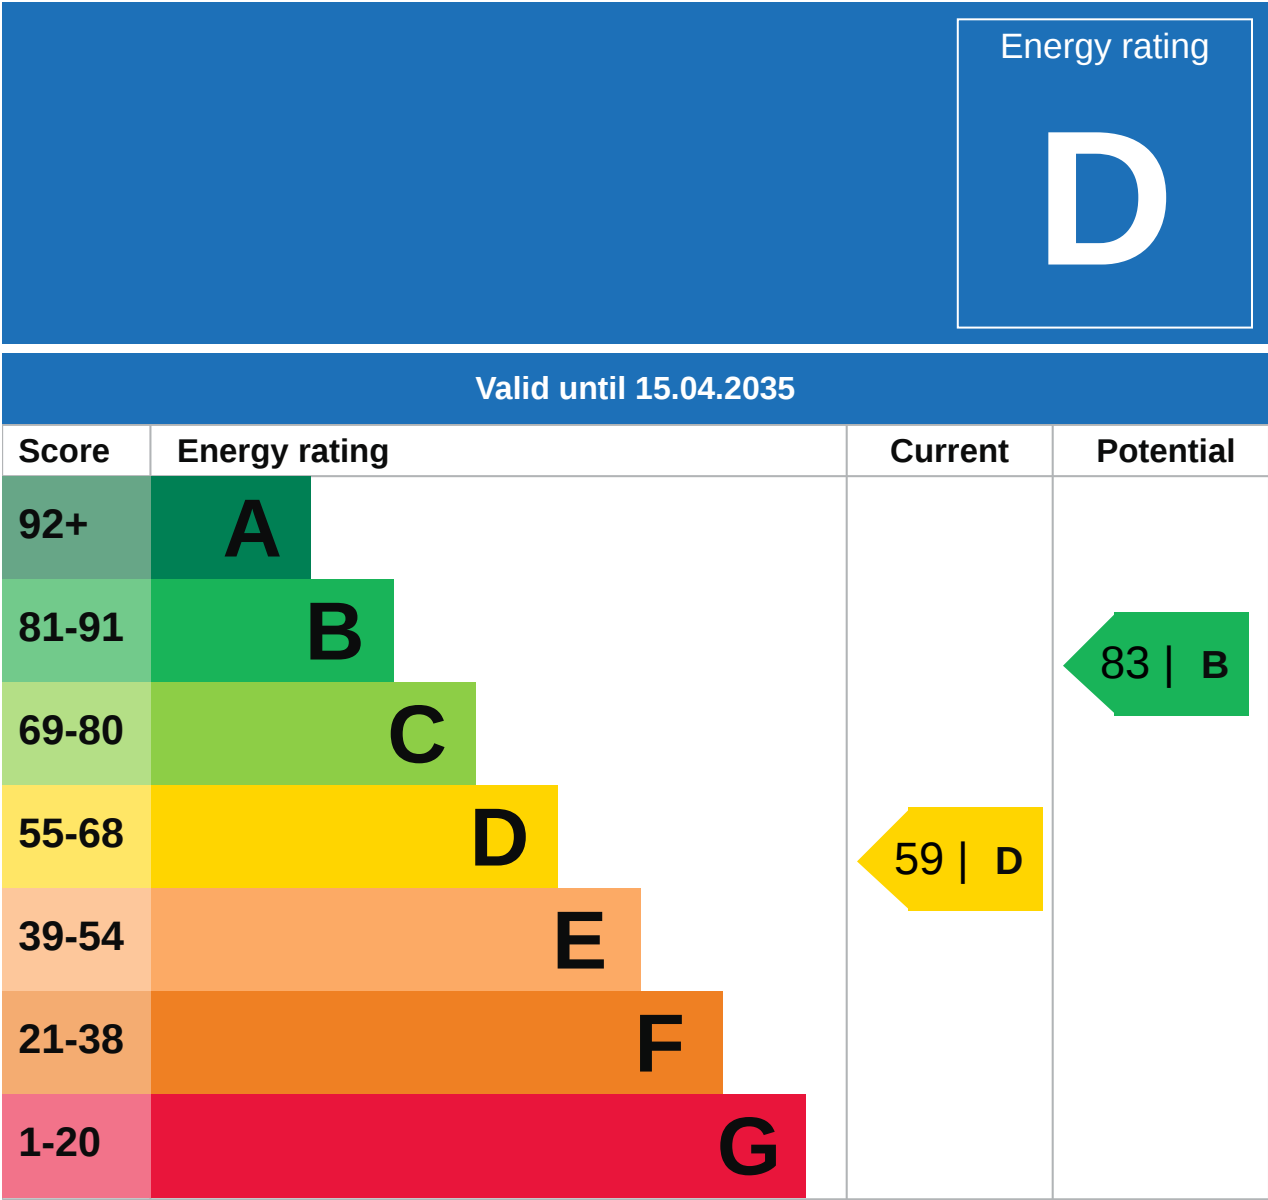 Energy rating
D
Valid until 15.04.2035
Score Energy rating Current Potential
92+ A
81-91 B
83 | B
69-80 C
55-68 D
59 | D
39-54 E
21-38 F
1-20 G